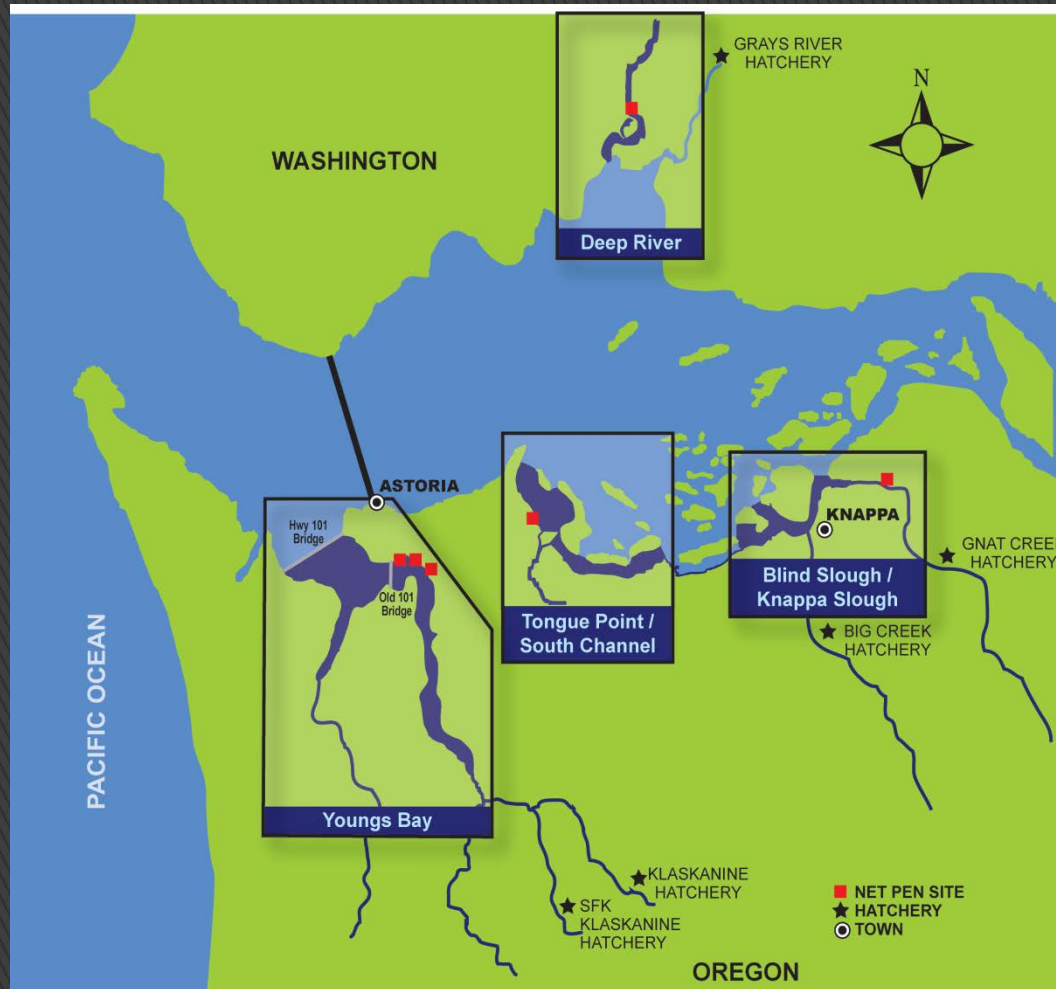 GRAYS RIVER
HATCHERY
N
WASHINGTON
Deep River
ASTORIA
Hwy 101
Bridge
Old 101
Bridge
KNAPPA
GNAT CREEK
HATCHERY
Blind Slough /
Knappa Slough
Tongue Point /
South Channel
BIG CREEK
HATCHERY
PACIFIC OCEAN
Youngs Bay
KLASKANINE
HATCHERY
SFK
KLASKANINE
HATCHERY
NET PEN SITE
HATCHERY
TOWN
OREGON